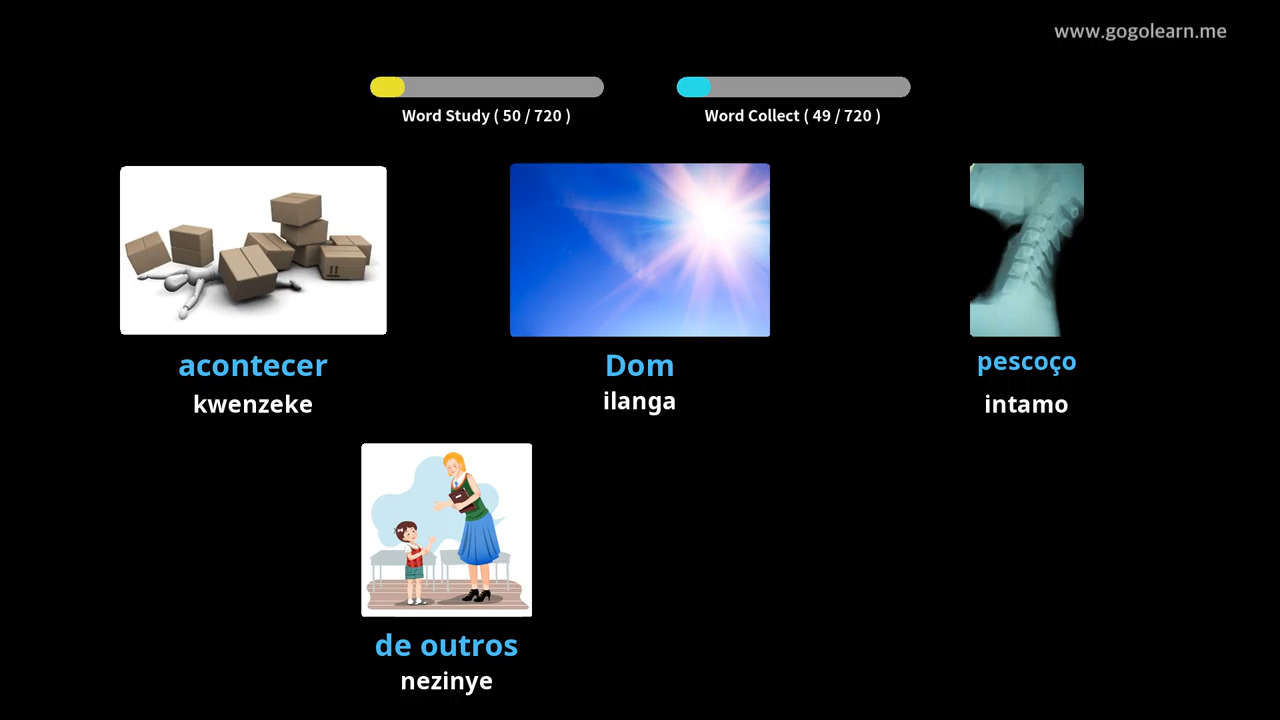 www.gogolearn.me
Word Study ( 50 / 720 )
Word Collect ( 49 / 720 )
acontecer
kwenzeke
Dom
ilanga
pescoço
intamo
de outros
nezinye